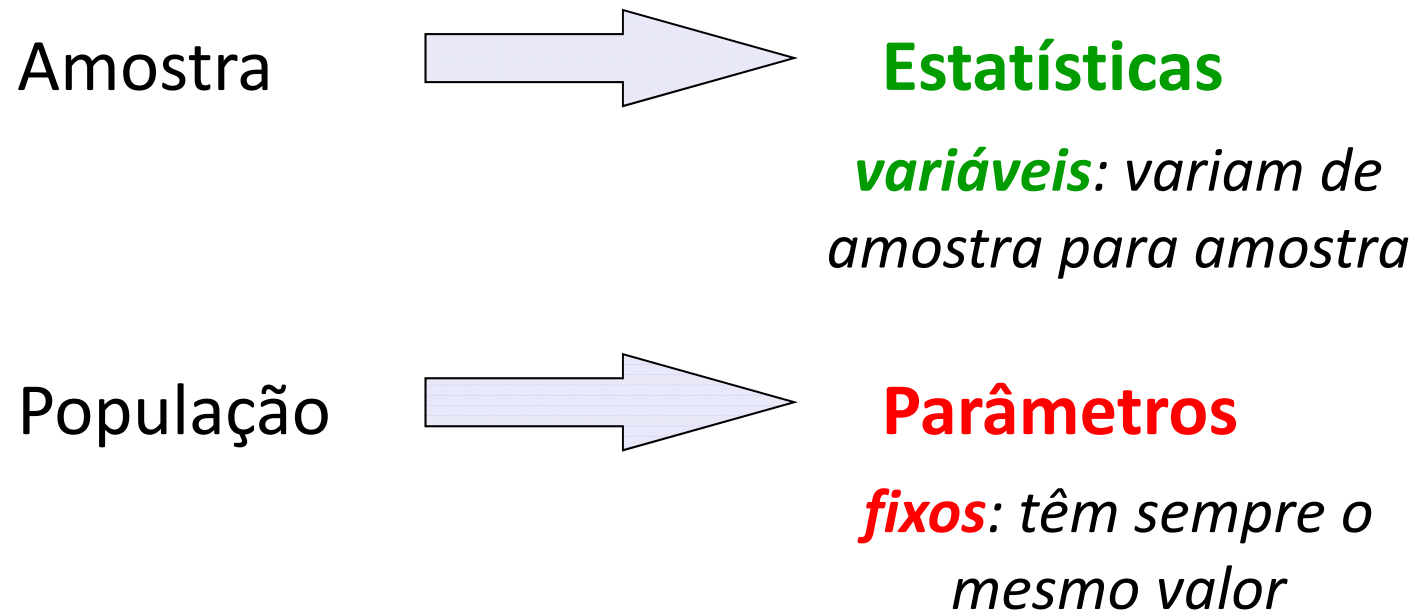 Amostra
Estatísticas
variáveis: variam de
amostra para amostra
População
Parâmetros
fixos: têm sempre o
mesmo valor